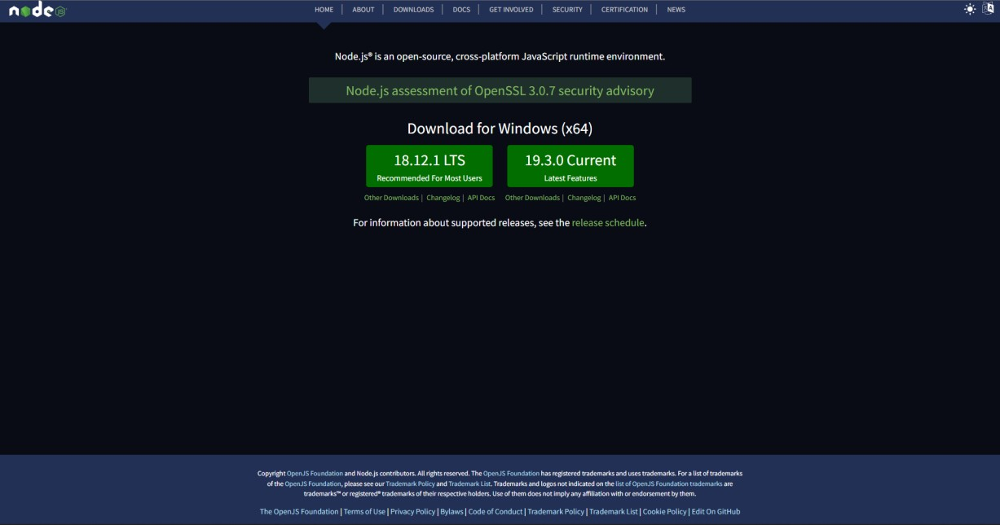 node JS
HOME | ABOUT | DOWNLOADS | DOCS | GET INVOLVED | SECURITY | CERTIFICATION | NEWS
Node.js® is an open-source, cross-platform JavaScript runtime environment.
Node.js assessment of OpenSSL 3.0.7 security advisory
Download for Windows (x64)
18.12.1 LTS
Recommended For Most Users
19.3.0 Current
Latest Features
Other Downloads | Changelog | API Docs
Other Downloads | Changelog | API Docs
For information about supported releases, see the release schedule.
Copyright OpenJS Foundation and Node.js contributors. All rights reserved. The OpenJS Foundation has registered trademarks and uses trademarks. For a list of trademarks
of the OpenJS Foundation, please see our Trademark Policy and Trademark List. Trademarks and logos not indicated on the list of OpenJS Foundation trademarks are
trademarks™ or registered® trademarks of their respective holders. Use of them does not imply any affiliation with or endorsement by them.
The OpenJS Foundation | Terms of Use | Privacy Policy | Bylaws | Code of Conduct | Trademark Policy | Trademark List | Cookie Policy | Edit On GitHub